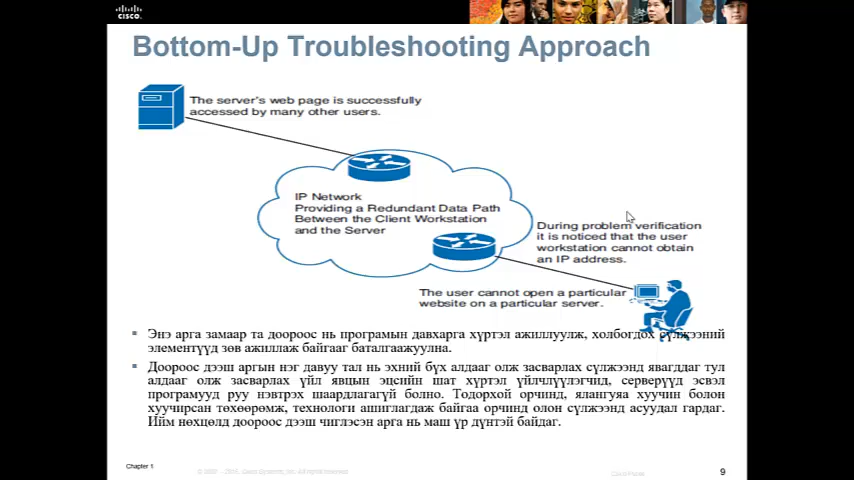 CISCO
Bottom-Up Troubleshooting Approach
The server's web page is successfully
accessed by many other users.
IP Network
Providing a Redundant Data Path
Between the Client Workstation
and the Server
During problem verification
it is noticed that the user
workstation cannot obtain
an IP address.
The user cannot open a particular
website on a particular server.
Энэ арга замаар та доороос нь програмын давхарга хүртэл ажиллуулж, холбогдох сүлжээний
элементүүд зөв ажиллаж байгааг баталгаажуулна.
Доороос дээш аргын нэг давуу тал нь эхний бүх алдааг олж засварлах сүлжээнд явагддаг тул
алдааг олж засварлах үйл явцын эцсийн шат хүртэл үйлчлүүлэгчид, серверүүд эсвэл
програмууд руу нэвтрэх шаардлагагүй болно. Тодорхой орчинд, ялангуяа хуучин болон
хуучирсан төхөөрөмж, технологи ашиглагдаж байгаа орчинд олон сүлжээнд асуудал гардаг.
Ийм нөхцөлд доороос дээш чиглэсэн арга нь маш үр дүнтэй байдаг.
Chapter 1
9